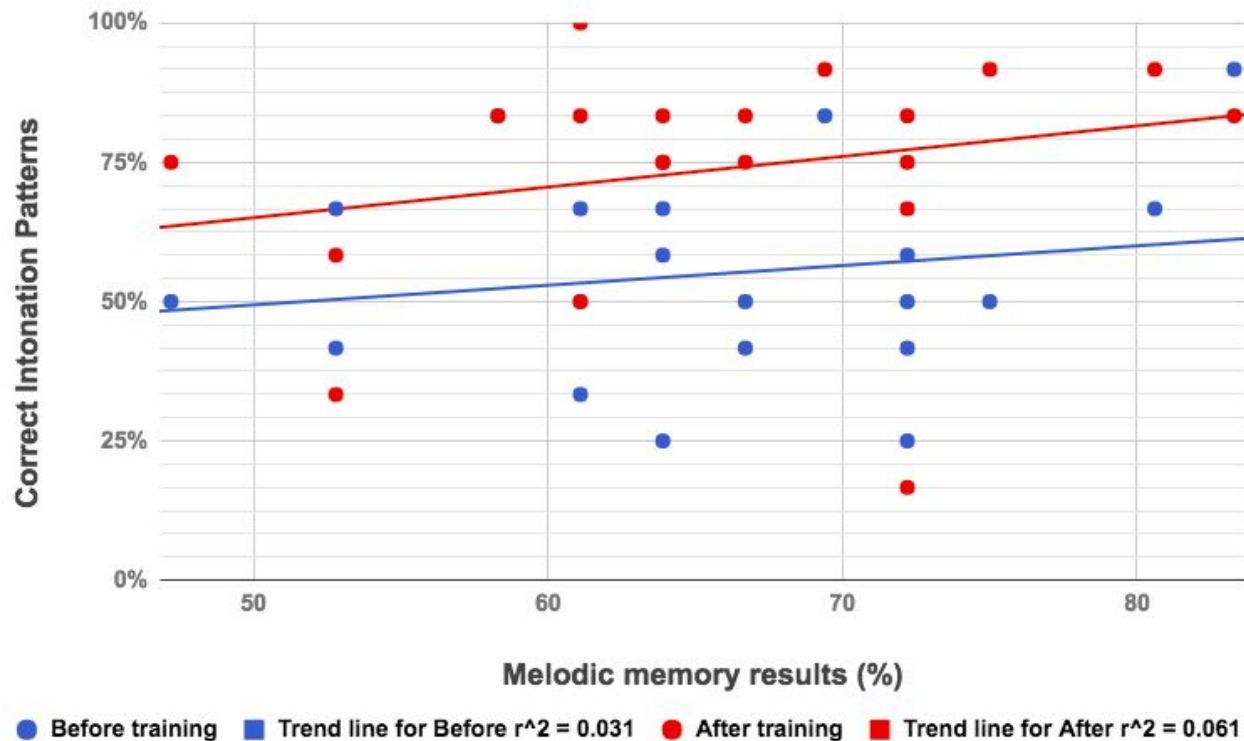 100%
75%
50%
25%
0%
Correct Intonation Patterns
50 60 70 80
Melodic memory results (%)
Before training Trend line for Before r^2 = 0.031 After training Trend line for After r^2 = 0.061